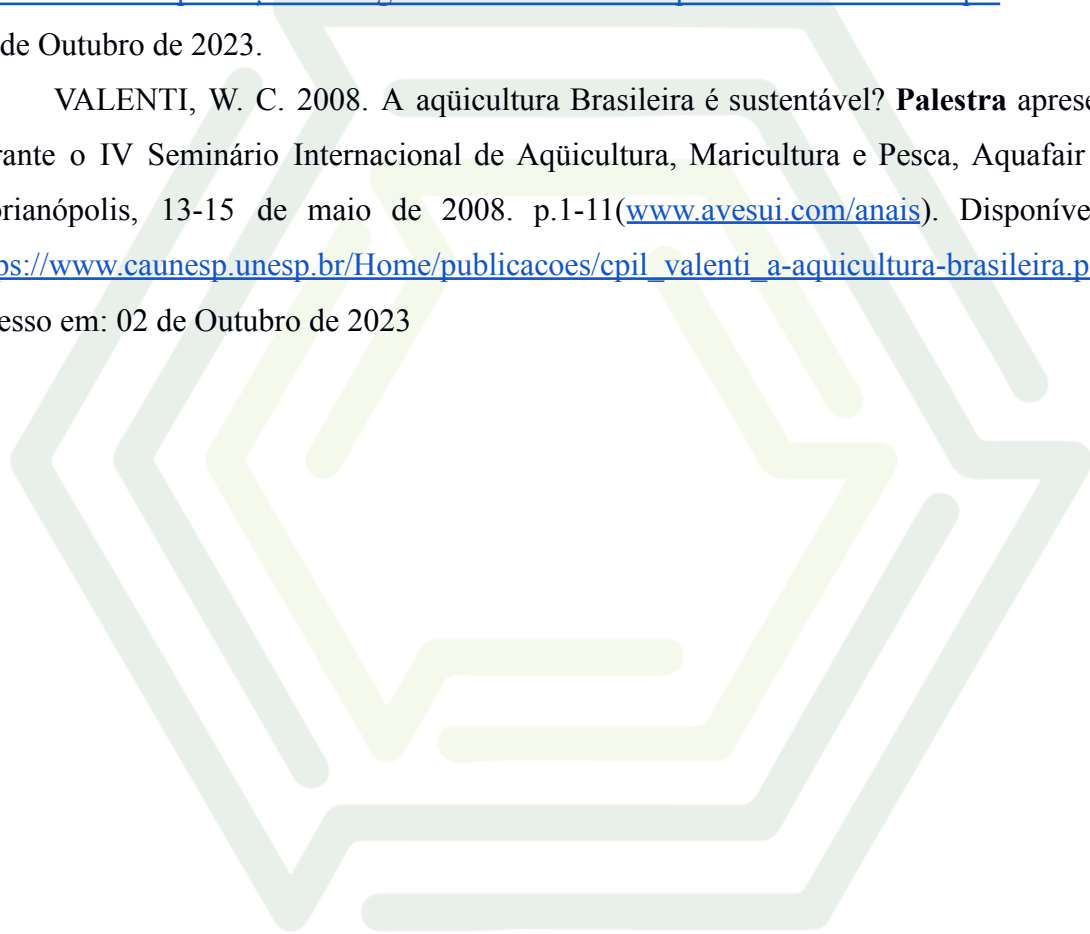 de Outubro de 2023.
VALENTI, W. C. 2008. A aqüicultura Brasileira é sustentável? Palestra aprese
rante o IV Seminário Internacional de Aqüicultura, Maricultura e Pesca, Aquafair
rianópolis, 13-15 de maio de 2008. p.1-11(www.avesui.com/anais). Disponíve
ps://www.caunesp.unesp.br/Home/publicacoes/cpil_valenti_a-aquicultura-brasileira.p
esso em: 02 de Outubro de 2023